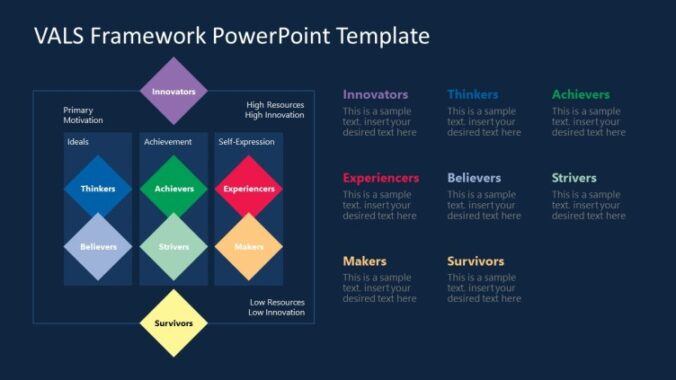 VALS Framework PowerPoint Template
Innovators
Primary
Motivation
High Resources
High Innovation
Ideals
Achievement
Self-Expression
Thinkers
Achievers
Experiencers
Believers
Strivers
Makers
Low Resources
Low Innovation
Survivors
Innovators
This is a sample
text. insert your
desired text here
Thinkers
This is a sample
text. insert your
desired text here
Achievers
This is a sample
text. insert your
desired text here
Experiencers
This is a sample
text. insert your
desired text here
Believers
This is a sample
text. insert your
desired text here
Strivers
This is a sample
text. insert your
desired text here
Makers
This is a sample
text. insert your
desired text here
Survivors
This is a sample
text. insert your
desired text here